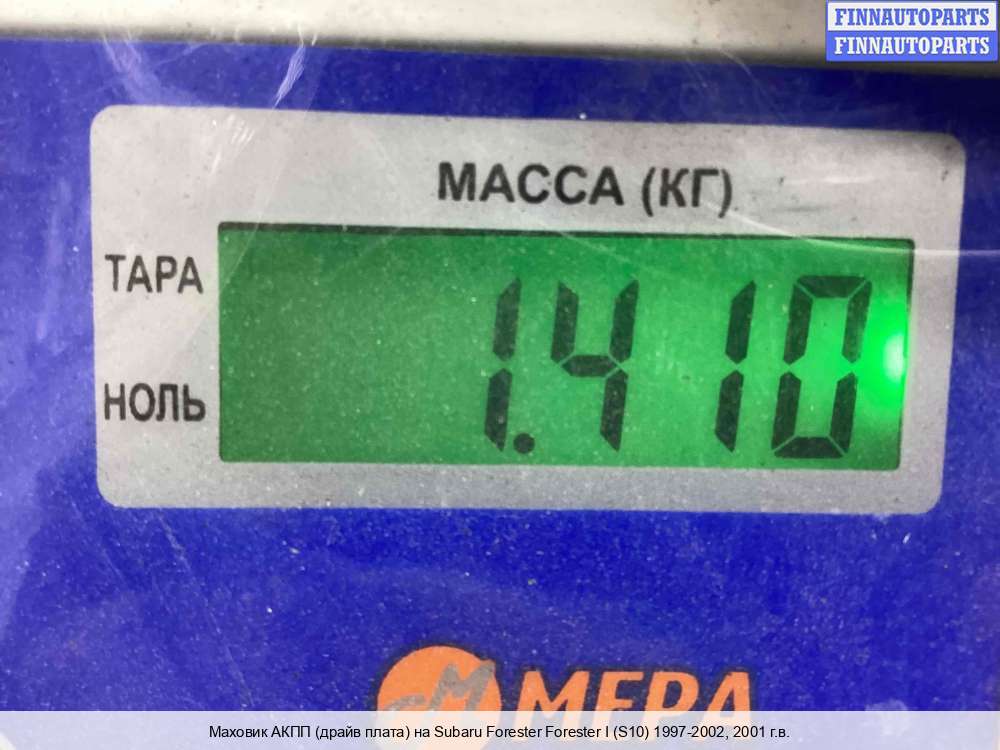 FINNAUTOPARTS
FINNAUTOPARTS
МАССА (КГ)
ТАРА
1.410
НОЛЬ
МЕРА
Маховик АКПП (драйв плата) на Subaru Forester Forester I (S10) 1997-2002, 2001 г.в.